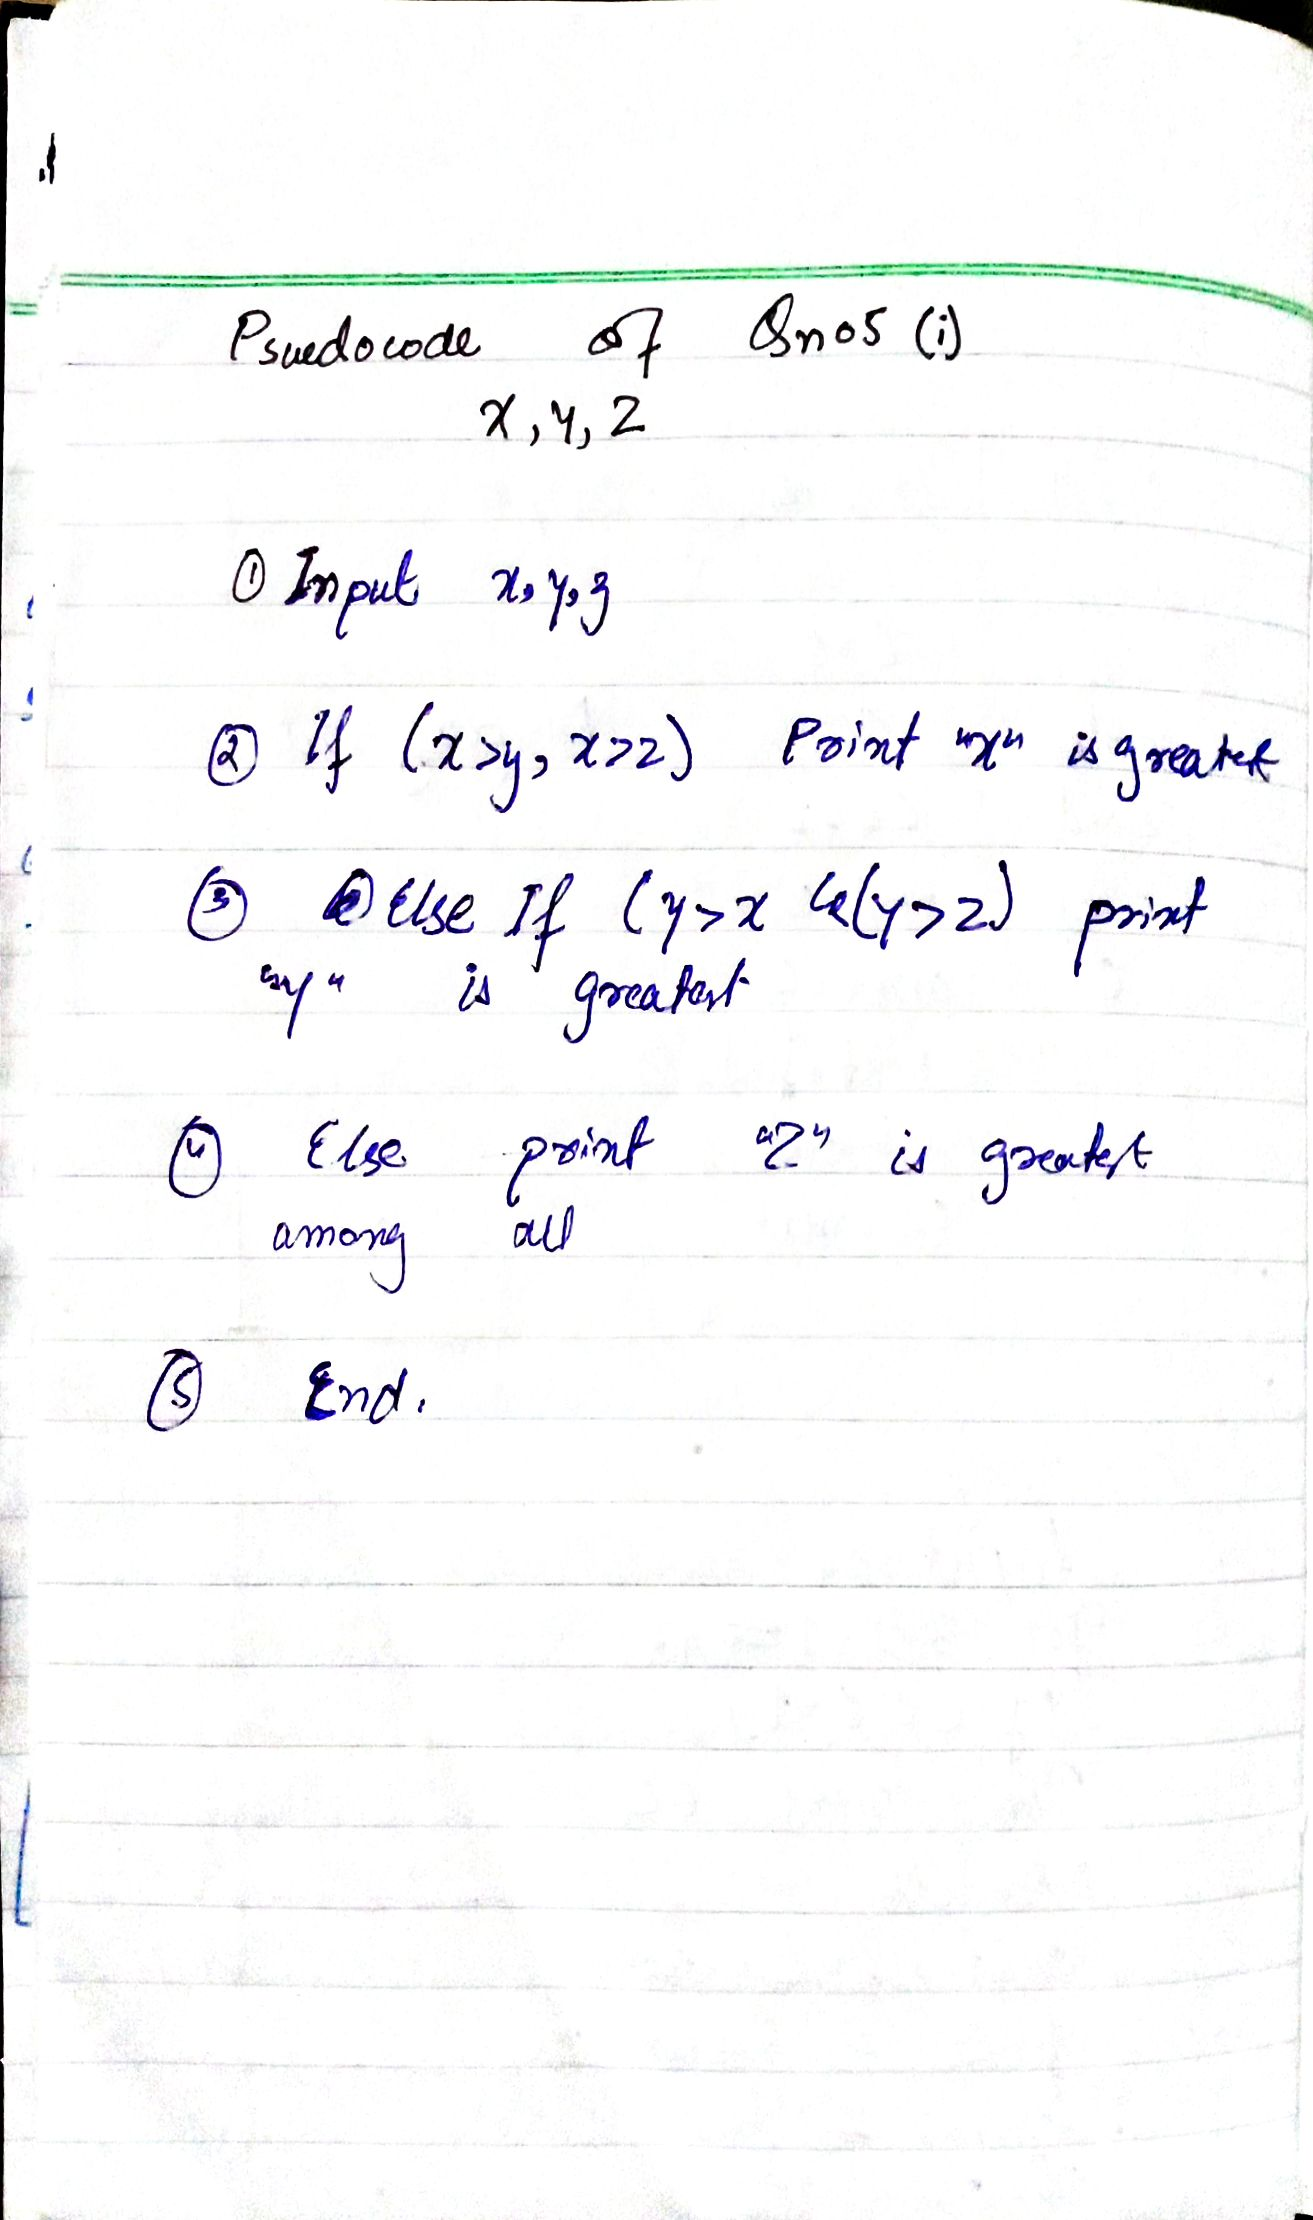 Psuedocode of Qno5 (i)
x, y, z
① Input x, y, z
② If (x>y, x>z) Print "x" is greatest
③ Else If (y>x &(y>z) print
"y" is greatest
④ Else print "Z" is greatest
among all
⑤ End.